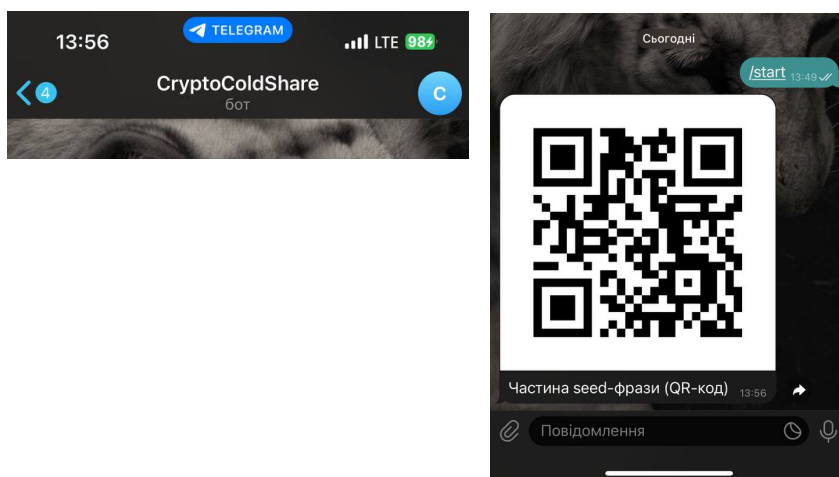 13:56
TELEGRAM
LTE 98
4
CryptoColdShare
бот
C
Сьогодні
/start 13:49
Частина seed-фрази (QR-код) 13:56
Повідомлення